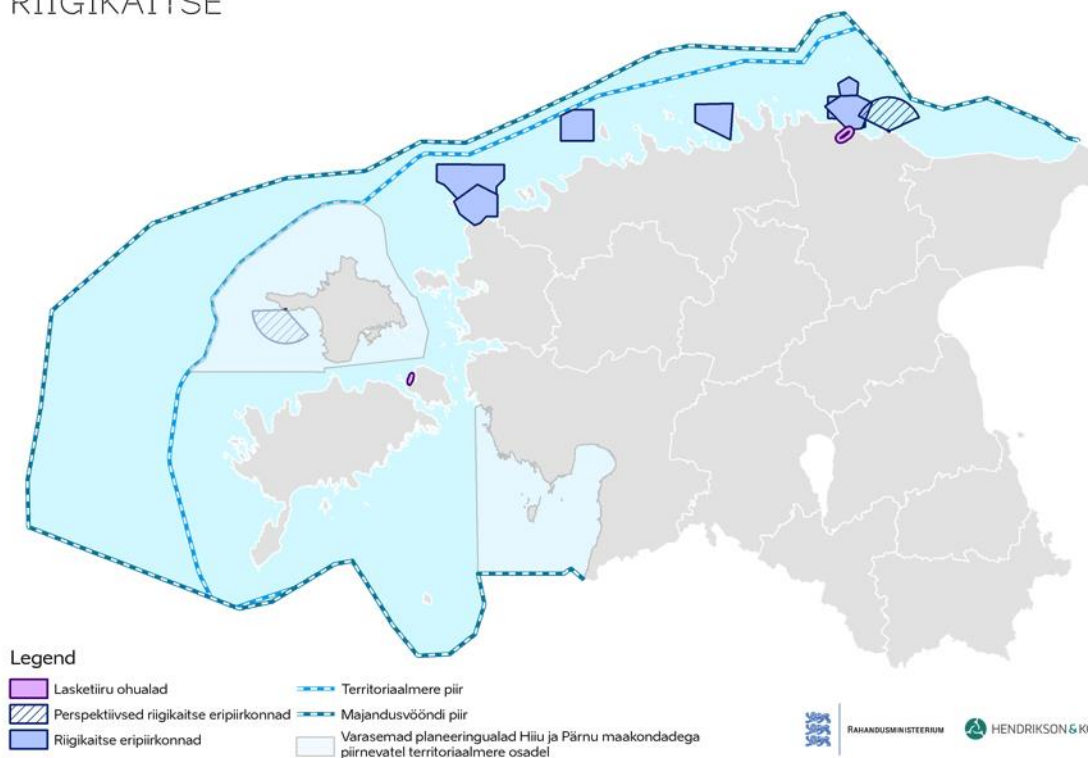 RIIGIKAITSE
Legend
Lasketiiru ohualad
Perspektiivsed riigikaitse eripiirkonnad
Riigikaitse eripiirkonnad
Territoriaalmere piir
Majandusvööndi piir
Varasemad planeeringualad Hiiu ja Pärnu maakondadega
piirnevatel territoriaalmere osadel
RAHANDUSMINISTEERIUM
HENDRIKSON & KO